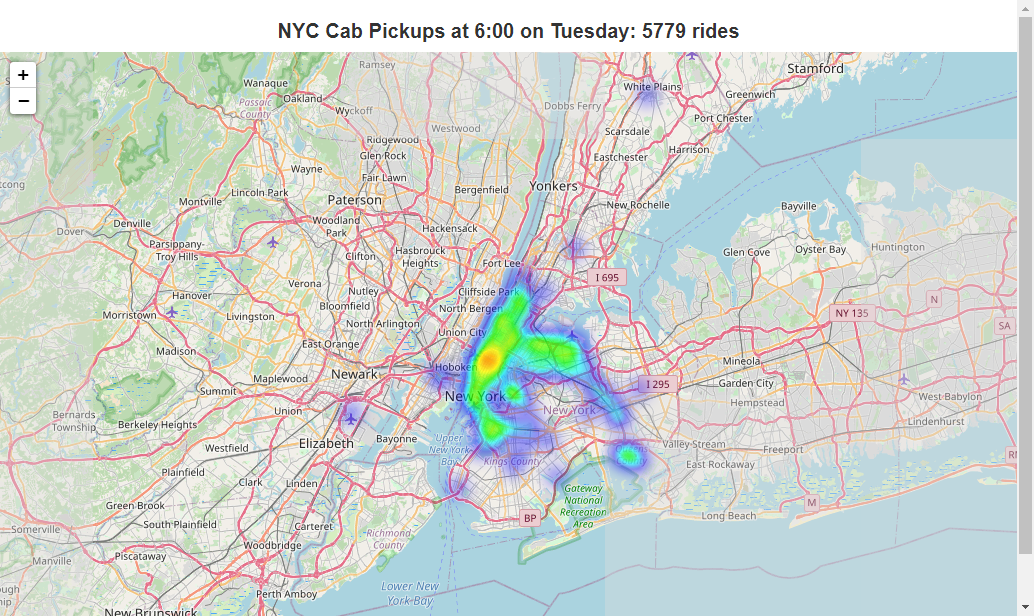 NYC Cab Pickups at 6:00 on Tuesday: 5779 rides
+
−
Ramsey
Stamford
Wanaque
White Plains
Oakland
Greenwich
Passaic
County
Wyckoff
Dobbs Ferry
Port Chester
Westwood
Scarsdale
Ridgewood
Harrison
Glen Rock
Eastchester
Wayne
Fair Lawn
Lincoln Park
Bergenfield
Yonkers
Montville
Paterson
New Rochelle
Bayville
Denville
Woodland
Park
Hackensack
Dover
Parsippany-
Troy Hills
Clifton
Hasbrouck
Heights
Glen Cove
Oyster Bay
Huntington
Fort Lee
I 695
Verona
Nutley
Cliffside Park
Hanover
Bloomfield
North Bergen
N
Morristown
Livingston
North Arlington
NY 135
Union City
SA
East Orange
Madison
Mineola
Newark
Hoboken
Maplewood
I 295
Garden City
Summit
New York
West Babylon
Hempstead
Union
New York
Bernards
Township
Berkeley Heights
Lindenhurst
Elizabeth
Bayonne
Upper
New York
Bay
Valley Stream
Freeport
Westfield
Kings County
East Rockaway
Plainfield
Clark
Linden
Gateway
National
Recreation
Area
Green Brook
M
Long Beach
South Plainfield
Carteret
BP
Somerville
Richmond
County
Woodbridge
Piscataway
Manville
Lower New
York Bay
Perth Amboy
New Brunswick